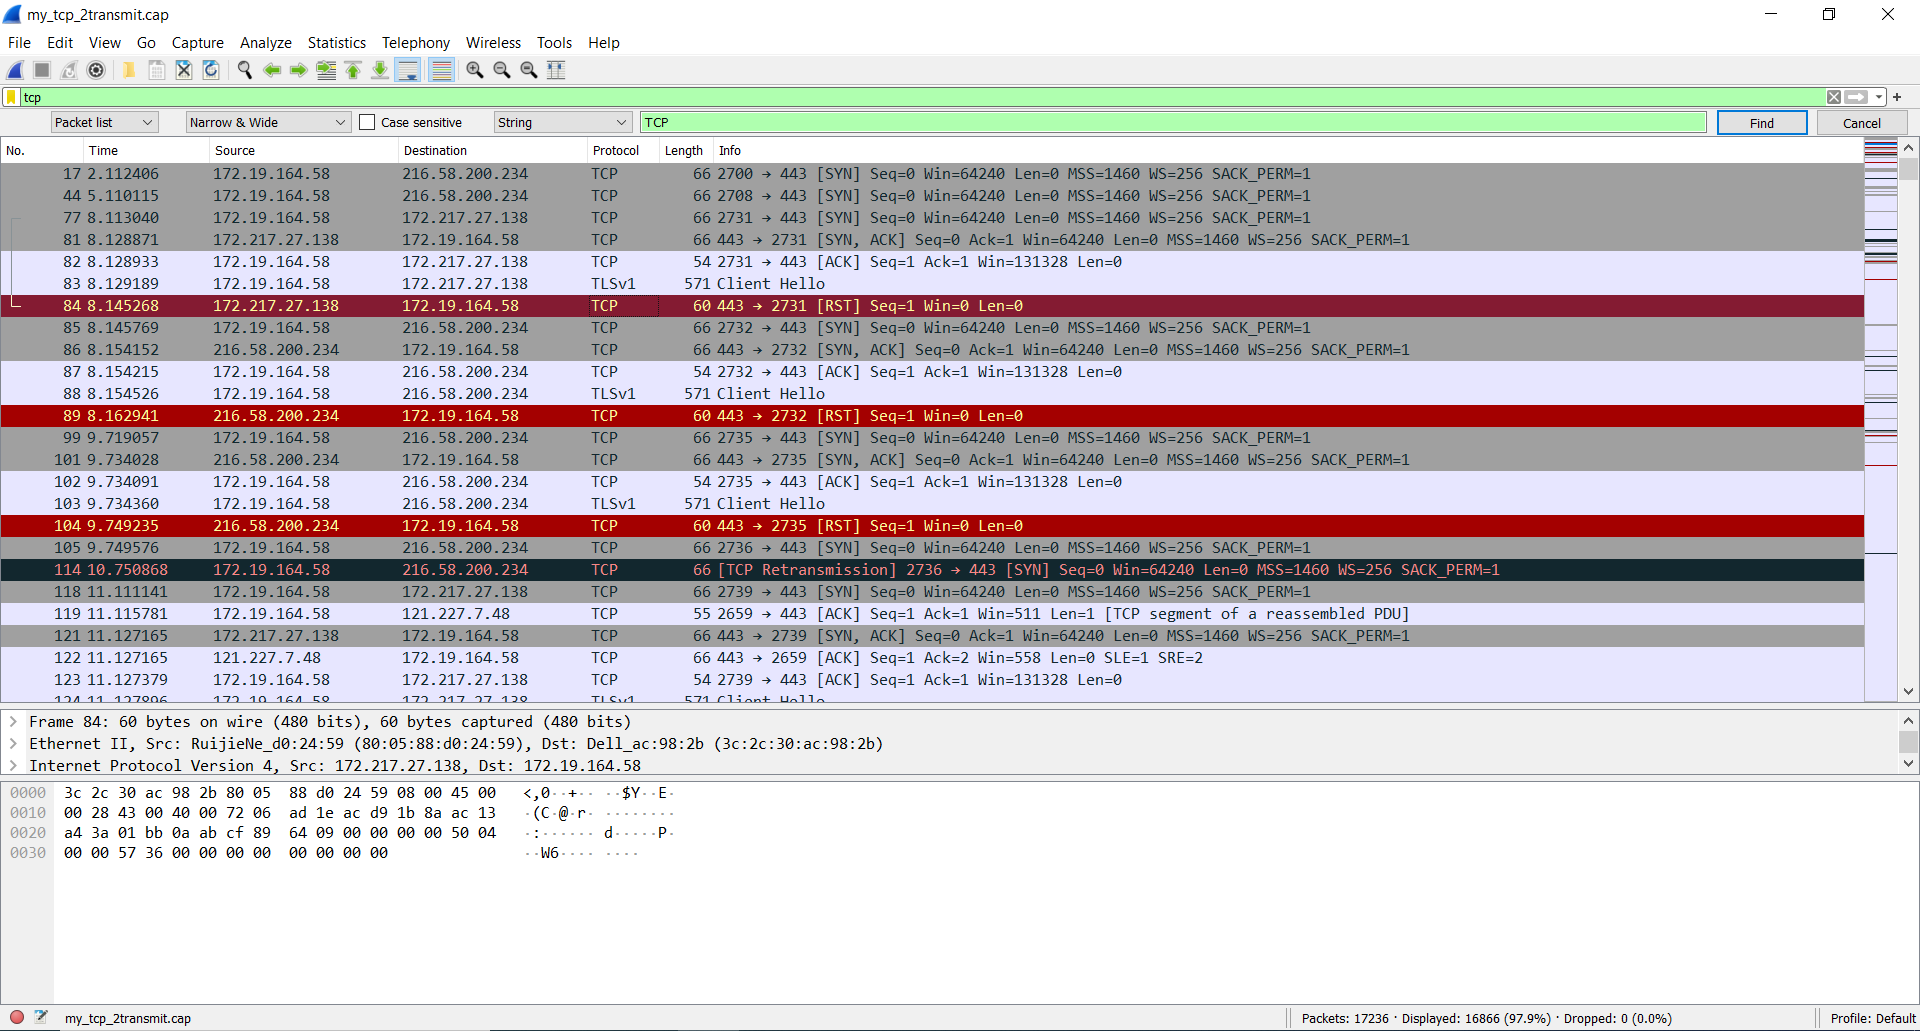 my_tcp_2transmit.cap
File Edit View Go Capture Analyze Statistics Telephony Wireless Tools Help
tcp
Packet list Narrow & Wide Case sensitive String TCP Find Cancel
No. Time Source Destination Protocol Length Info
17 2.112406 172.19.164.58 216.58.200.234 TCP 66 2700 → 443 [SYN] Seq=0 Win=64240 Len=0 MSS=1460 WS=256 SACK_PERM=1
44 5.110115 172.19.164.58 216.58.200.234 TCP 66 2708 → 443 [SYN] Seq=0 Win=64240 Len=0 MSS=1460 WS=256 SACK_PERM=1
77 8.113040 172.19.164.58 172.217.27.138 TCP 66 2731 → 443 [SYN] Seq=0 Win=64240 Len=0 MSS=1460 WS=256 SACK_PERM=1
81 8.128871 172.217.27.138 172.19.164.58 TCP 66 443 → 2731 [SYN, ACK] Seq=0 Ack=1 Win=64240 Len=0 MSS=1460 WS=256 SACK_PERM=1
82 8.128933 172.19.164.58 172.217.27.138 TCP 54 2731 → 443 [ACK] Seq=1 Ack=1 Win=131328 Len=0
83 8.129189 172.19.164.58 172.217.27.138 TLSv1 571 Client Hello
84 8.145268 172.217.27.138 172.19.164.58 TCP 60 443 → 2731 [RST] Seq=1 Win=0 Len=0
85 8.145769 172.19.164.58 216.58.200.234 TCP 66 2732 → 443 [SYN] Seq=0 Win=64240 Len=0 MSS=1460 WS=256 SACK_PERM=1
86 8.154152 216.58.200.234 172.19.164.58 TCP 66 443 → 2732 [SYN, ACK] Seq=0 Ack=1 Win=64240 Len=0 MSS=1460 WS=256 SACK_PERM=1
87 8.154215 172.19.164.58 216.58.200.234 TCP 54 2732 → 443 [ACK] Seq=1 Ack=1 Win=131328 Len=0
88 8.154526 172.19.164.58 216.58.200.234 TLSv1 571 Client Hello
89 8.162941 216.58.200.234 172.19.164.58 TCP 60 443 → 2732 [RST] Seq=1 Win=0 Len=0
99 9.719057 172.19.164.58 216.58.200.234 TCP 66 2735 → 443 [SYN] Seq=0 Win=64240 Len=0 MSS=1460 WS=256 SACK_PERM=1
101 9.734028 216.58.200.234 172.19.164.58 TCP 66 443 → 2735 [SYN, ACK] Seq=0 Ack=1 Win=64240 Len=0 MSS=1460 WS=256 SACK_PERM=1
102 9.734091 172.19.164.58 216.58.200.234 TCP 54 2735 → 443 [ACK] Seq=1 Ack=1 Win=131328 Len=0
103 9.734360 172.19.164.58 216.58.200.234 TLSv1 571 Client Hello
104 9.749235 216.58.200.234 172.19.164.58 TCP 60 443 → 2735 [RST] Seq=1 Win=0 Len=0
105 9.749576 172.19.164.58 216.58.200.234 TCP 66 2736 → 443 [SYN] Seq=0 Win=64240 Len=0 MSS=1460 WS=256 SACK_PERM=1
114 10.750868 172.19.164.58 216.58.200.234 TCP 66 [TCP Retransmission] 2736 → 443 [SYN] Seq=0 Win=64240 Len=0 MSS=1460 WS=256 SACK_PERM=1
118 11.111141 172.19.164.58 172.217.27.138 TCP 66 2739 → 443 [SYN] Seq=0 Win=64240 Len=0 MSS=1460 WS=256 SACK_PERM=1
119 11.115781 172.19.164.58 121.227.7.48 TCP 55 2659 → 443 [ACK] Seq=1 Ack=1 Win=511 Len=1 [TCP segment of a reassembled PDU]
121 11.127165 172.217.27.138 172.19.164.58 TCP 66 443 → 2739 [SYN, ACK] Seq=0 Ack=1 Win=64240 Len=0 MSS=1460 WS=256 SACK_PERM=1
122 11.127165 121.227.7.48 172.19.164.58 TCP 66 443 → 2659 [ACK] Seq=1 Ack=2 Win=558 Len=0 SLE=1 SRE=2
123 11.127379 172.19.164.58 172.217.27.138 TCP 54 2739 → 443 [ACK] Seq=1 Ack=1 Win=131328 Len=0
124 11.127896 172.19.164.58 172.217.27.138 TLSv1 571 Client Hello
Frame 84: 60 bytes on wire (480 bits), 60 bytes captured (480 bits)
Ethernet II, Src: RuijieNe_d0:24:59 (80:05:88:d0:24:59), Dst: Dell_ac:98:2b (3c:2c:30:ac:98:2b)
Internet Protocol Version 4, Src: 172.217.27.138, Dst: 172.19.164.58
0000 3c 2c 30 ac 98 2b 80 05 88 d0 24 59 08 00 45 00 <,0··+·· ··$Y··E·
0010 00 28 43 00 40 00 72 06 ad 1e ac d9 1b 8a ac 13 ·(C·@·r· ········
0020 a4 3a 01 bb 0a ab cf 89 64 09 00 00 00 00 50 04 ·:······ d·····P·
0030 00 00 57 36 00 00 00 00 00 00 00 00 ··W6···· ····
my_tcp_2transmit.cap Packets: 17236 · Displayed: 16866 (97.9%) · Dropped: 0 (0.0%) Profile: Default